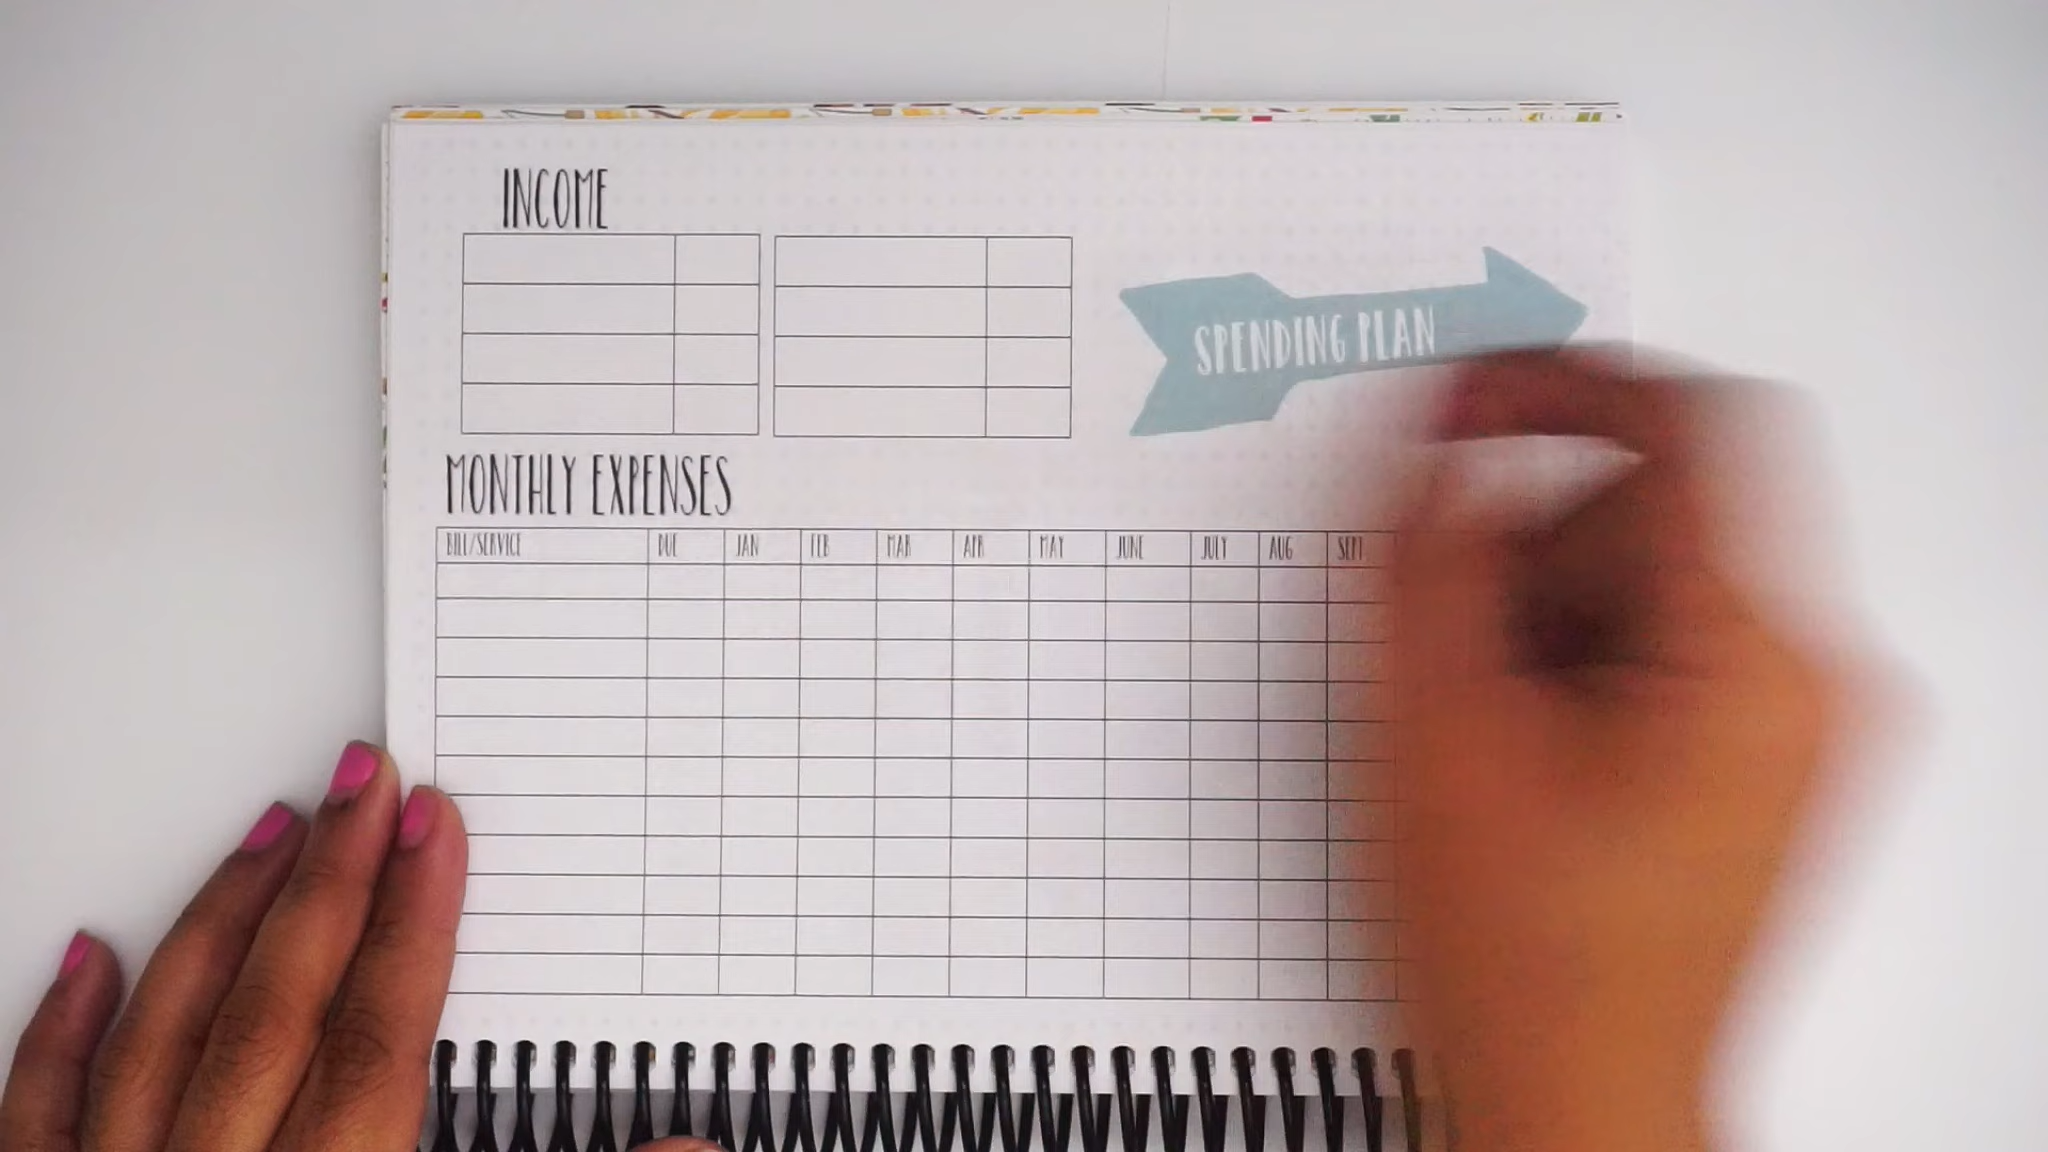 INCOME
SPENDING PLAN
MONTHLY EXPENSES
BILL/SERVICE DUE JAN FEB MAR APR MAY JUNE JULY AUG SEPT